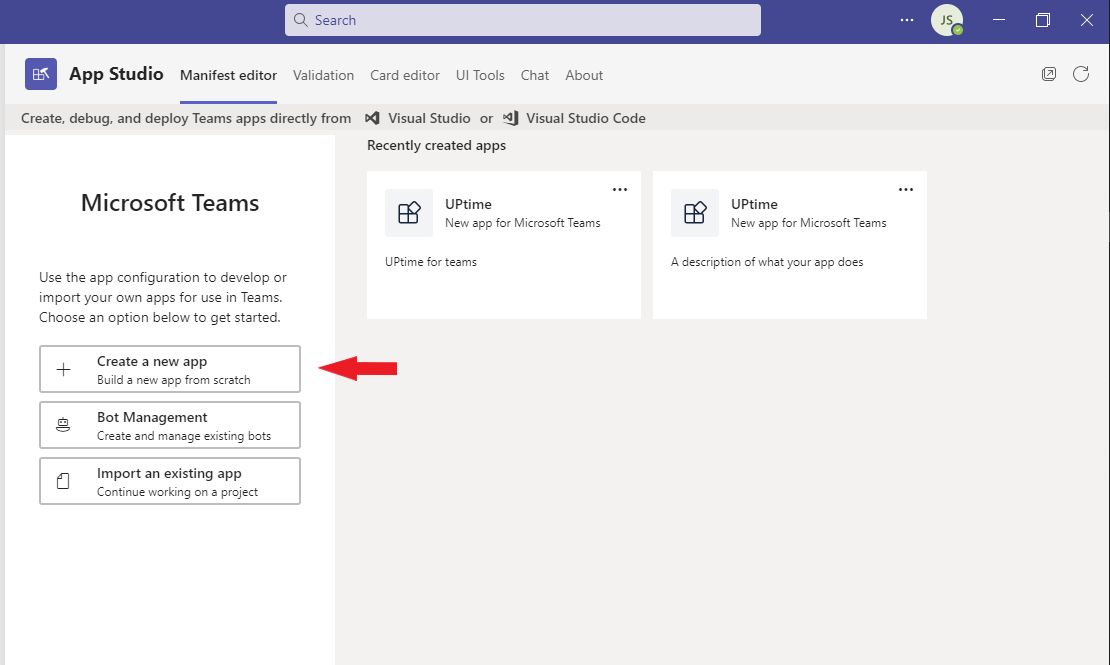 Search
JS
App Studio
Manifest editor
Validation
Card editor
UI Tools
Chat
About
Create, debug, and deploy Teams apps directly from Visual Studio or Visual Studio Code
Microsoft Teams
Use the app configuration to develop or
import your own apps for use in Teams.
Choose an option below to get started.
Create a new app
Build a new app from scratch
Bot Management
Create and manage existing bots
Import an existing app
Continue working on a project
Recently created apps
UPtime
New app for Microsoft Teams
UPtime for teams
UPtime
New app for Microsoft Teams
A description of what your app does